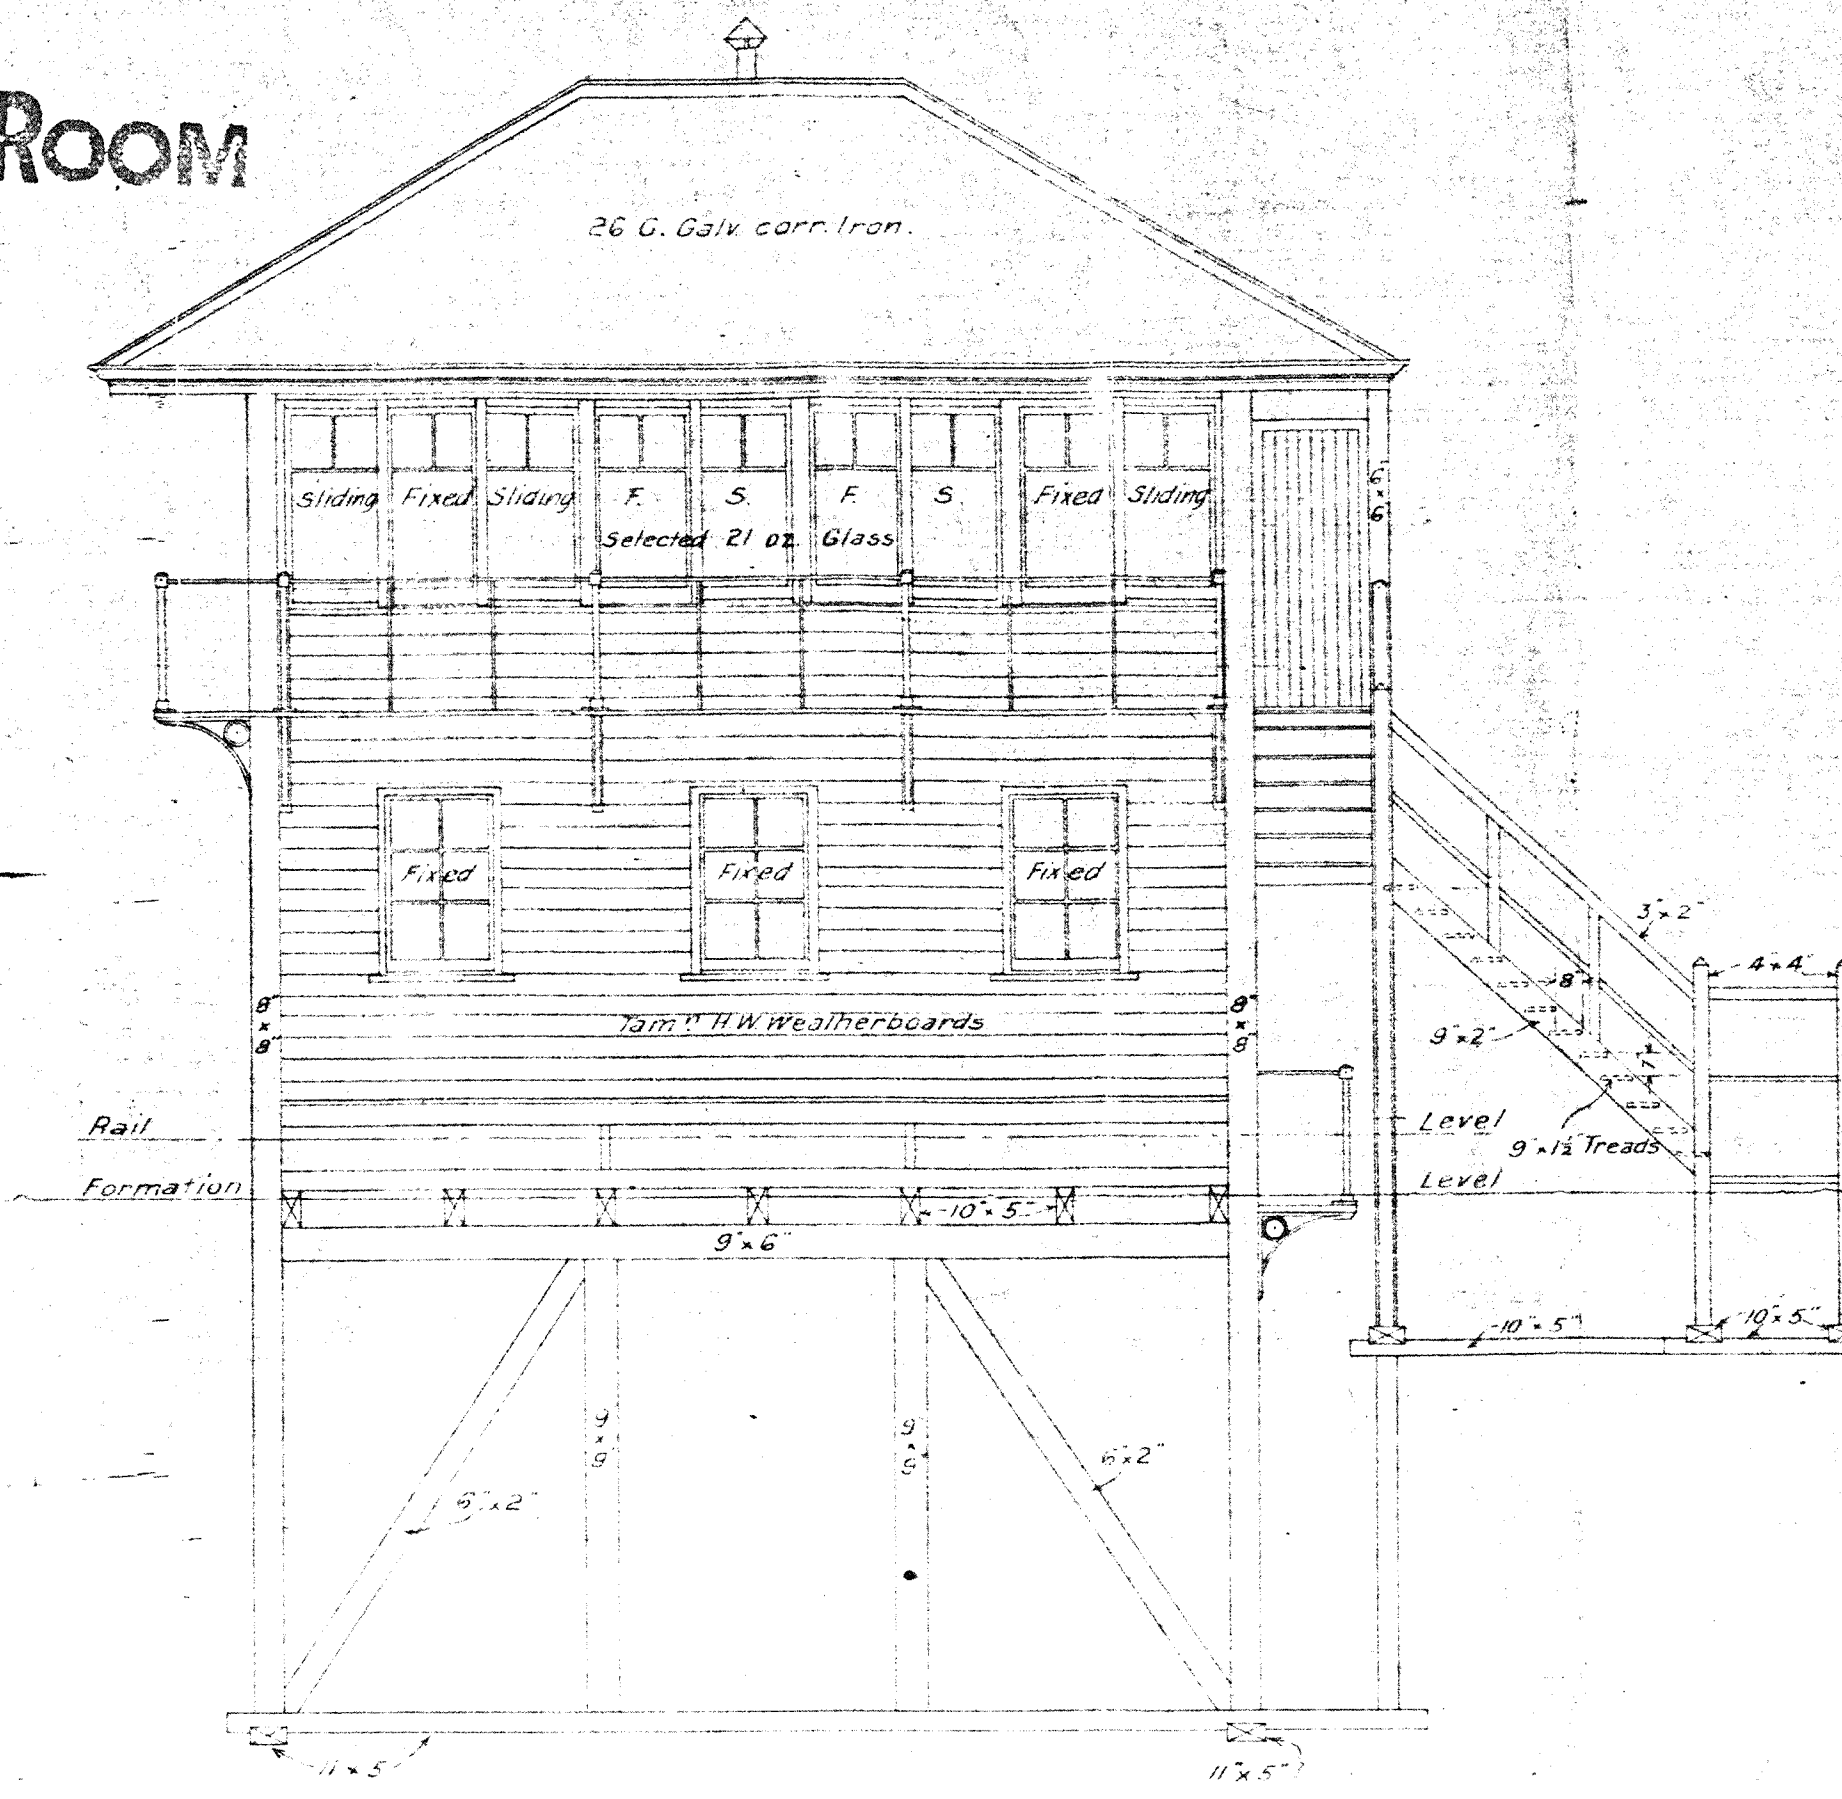 ROOM
26 G. Galv. corr. Iron.
Sliding Fixed Sliding F. S. F. S. Fixed Sliding
6" x 6"
Selected 21 oz. Glass
Fixed Fixed Fixed
3" x 2"
4" x 4"
8"
8" x 8"
Tamn H.W. Weatherboards
8" x 8"
9" x 2"
Rail Level
9" x 1½" Treads
Formation Level
10" x 5"
9" x 6"
10" x 5"
10" x 5"
9 x 9"
9 x 9"
6" x 2"
6" x 2"
11 x 5
11" x 5"